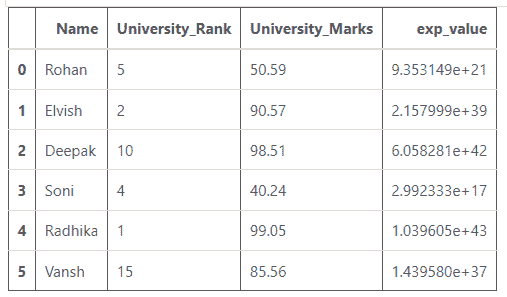 Name University_Rank University_Marks exp_value
0 Rohan 5 50.59 9.353149e+21
1 Elvish 2 90.57 2.157999e+39
2 Deepak 10 98.51 6.058281e+42
3 Soni 4 40.24 2.992333e+17
4 Radhika 1 99.05 1.039605e+43
5 Vansh 15 85.56 1.439580e+37